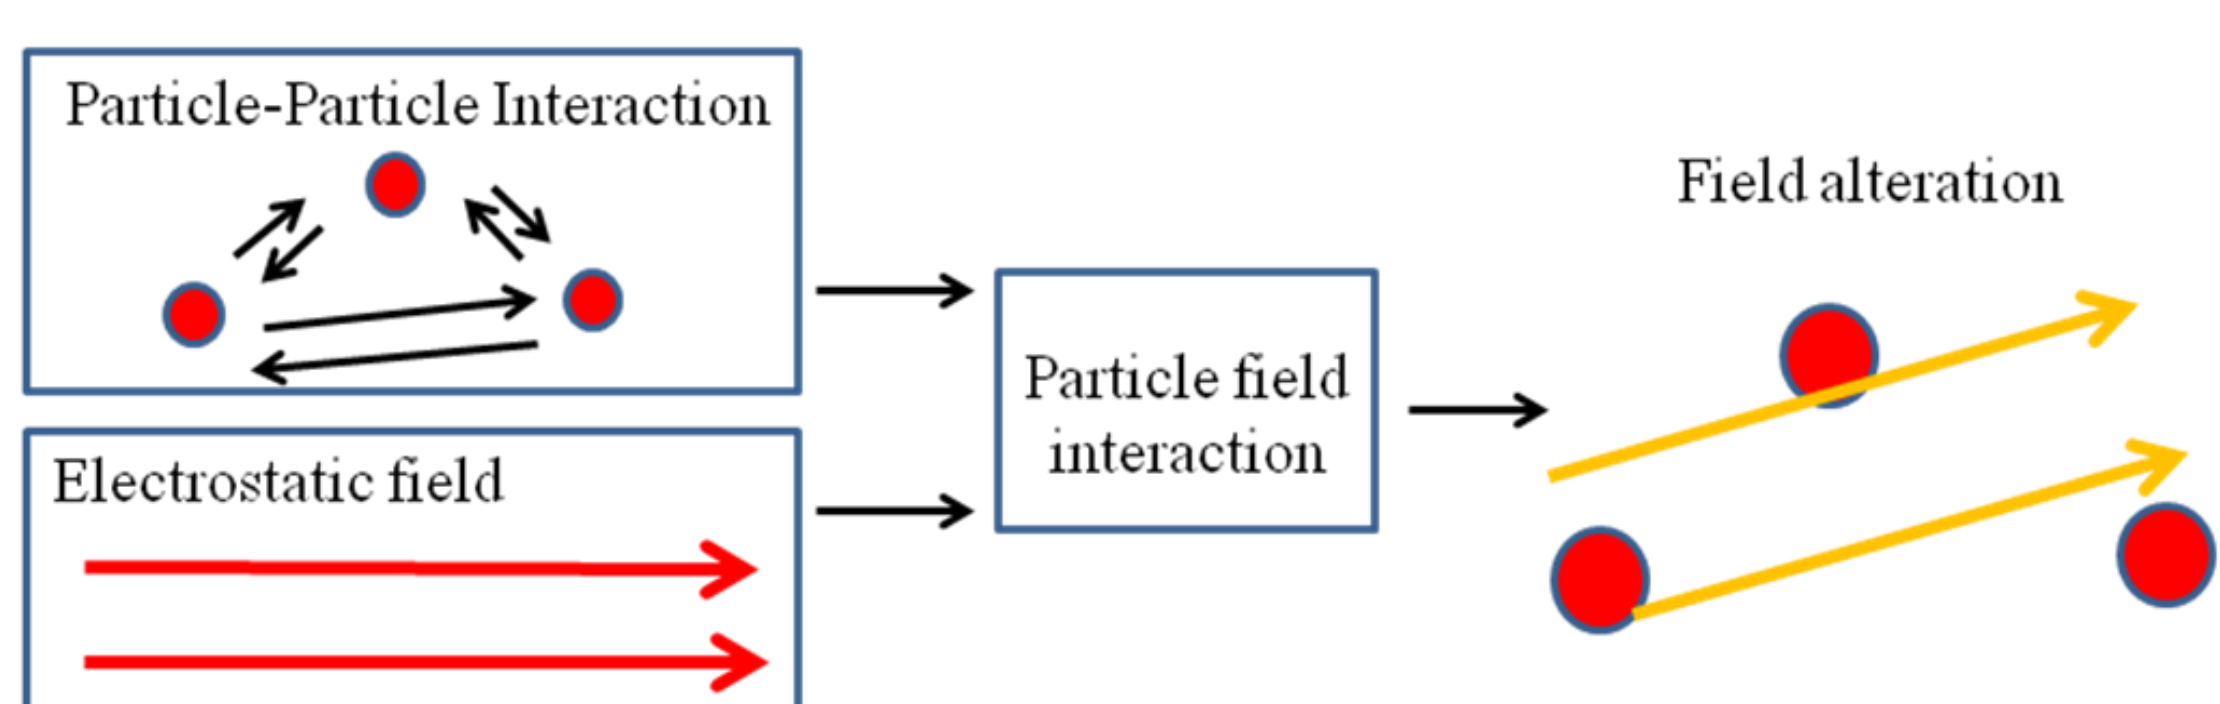 Particle-Particle Interaction
Electrostatic field
Particle field
interaction
Field alteration